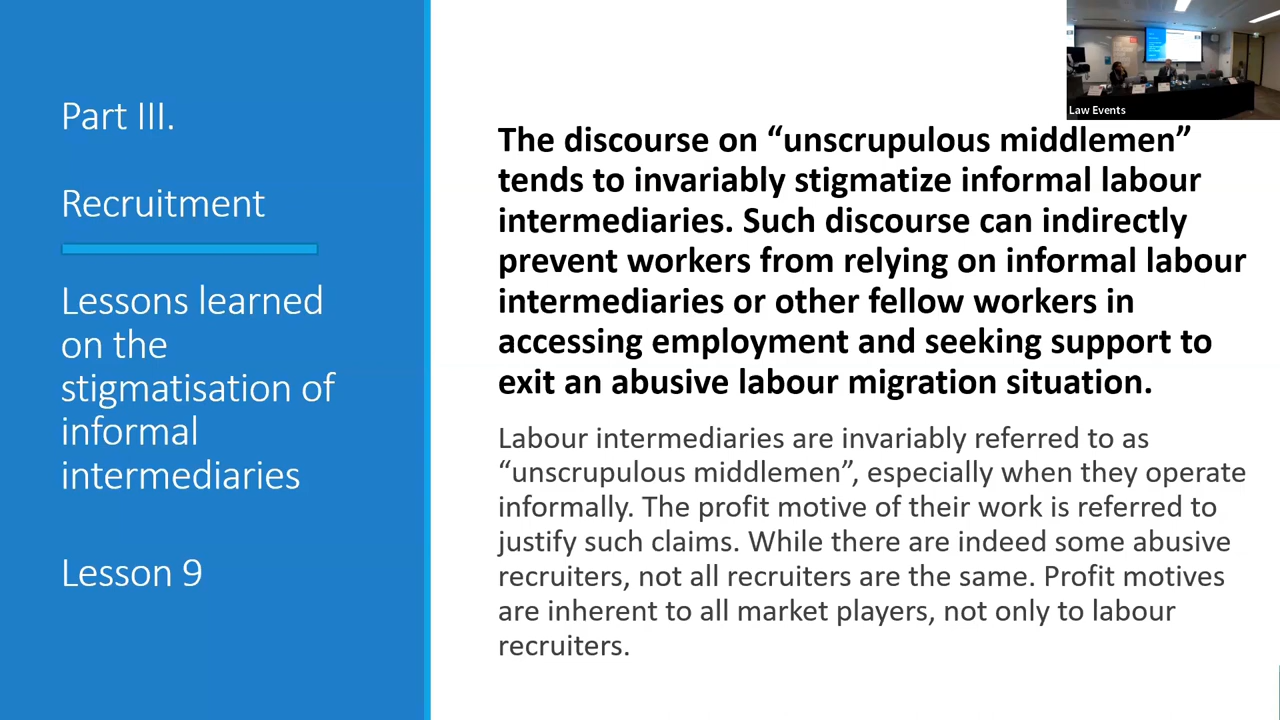 Part III.
Recruitment
Lessons learned
on the
stigmatisation of
informal
intermediaries
Lesson 9
Law Events
The discourse on “unscrupulous middlemen”
tends to invariably stigmatize informal labour
intermediaries. Such discourse can indirectly
prevent workers from relying on informal labour
intermediaries or other fellow workers in
accessing employment and seeking support to
exit an abusive labour migration situation.
Labour intermediaries are invariably referred to as
“unscrupulous middlemen”, especially when they operate
informally. The profit motive of their work is referred to
justify such claims. While there are indeed some abusive
recruiters, not all recruiters are the same. Profit motives
are inherent to all market players, not only to labour
recruiters.